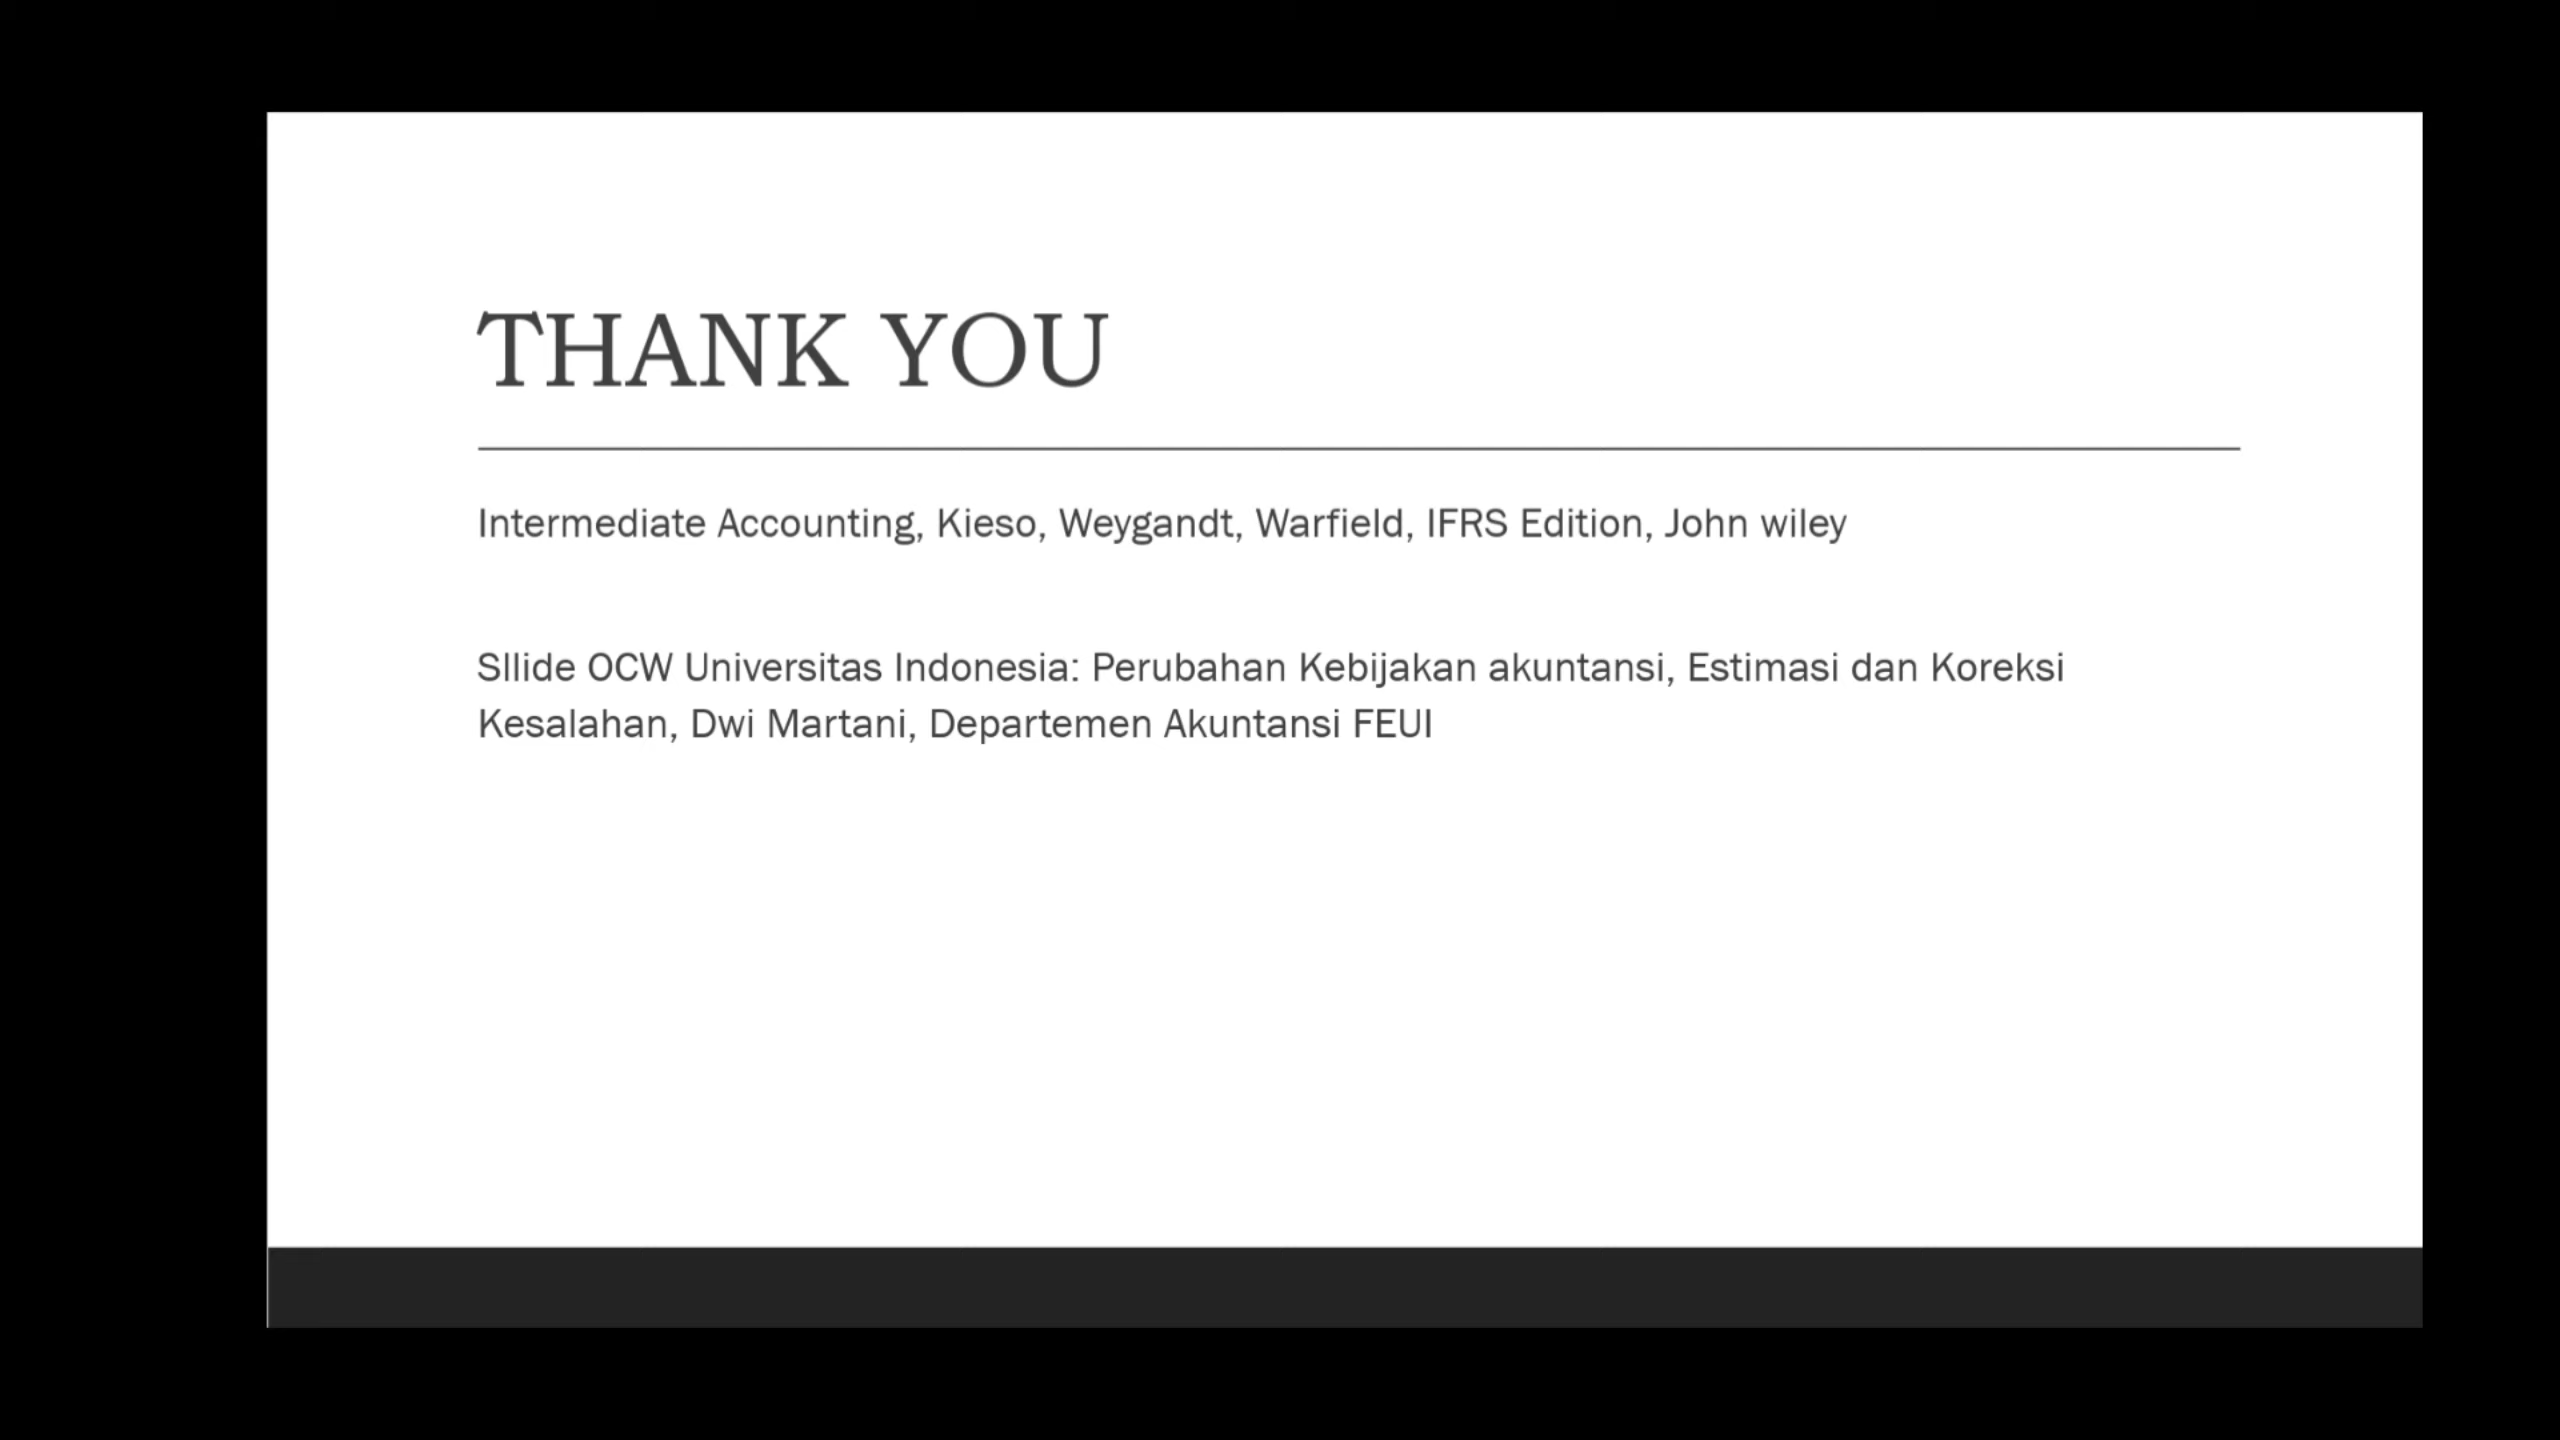 THANK YOU
Intermediate Accounting, Kieso, Weygandt, Warfield, IFRS Edition, John wiley
Sllide OCW Universitas Indonesia: Perubahan Kebijakan akuntansi, Estimasi dan Koreksi
Kesalahan, Dwi Martani, Departemen Akuntansi FEUI